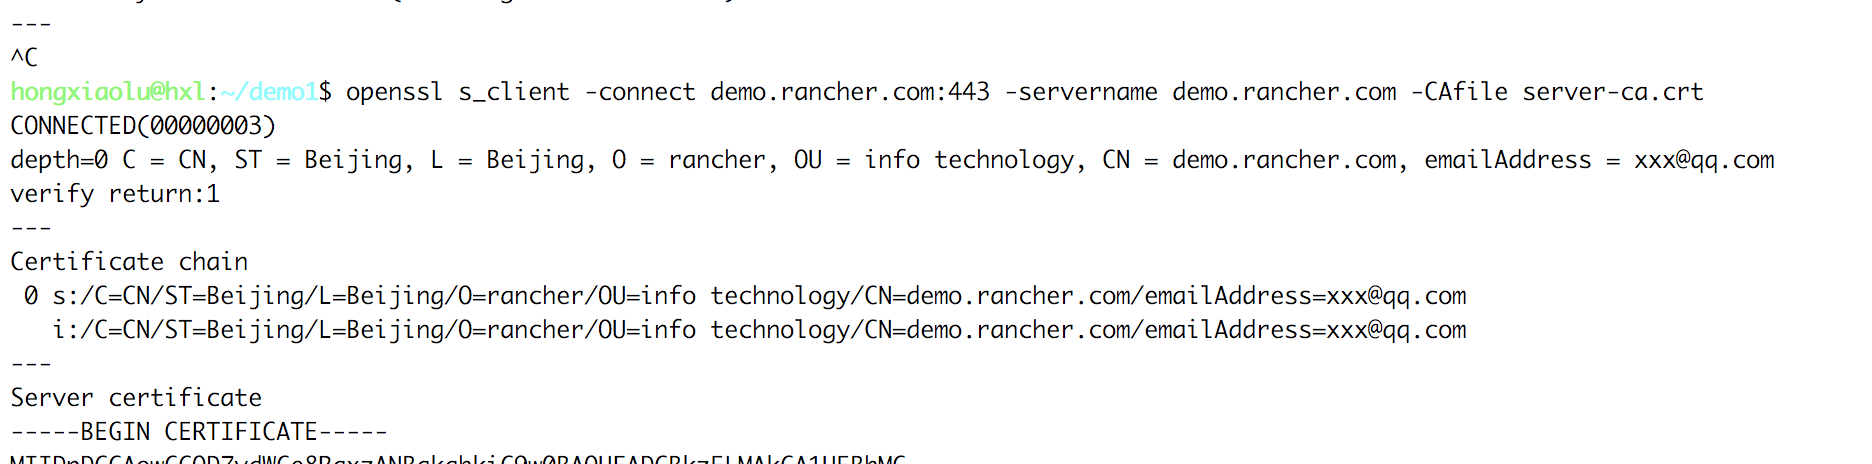 ---
^C
hongxiaolu@hxl:~/demo1$ openssl s_client -connect demo.rancher.com:443 -servername demo.rancher.com -CAfile server-ca.crt
CONNECTED(00000003)
depth=0 C = CN, ST = Beijing, L = Beijing, O = rancher, OU = info technology, CN = demo.rancher.com, emailAddress = xxx@qq.com
verify return:1
---
Certificate chain
 0 s:/C=CN/ST=Beijing/L=Beijing/O=rancher/OU=info technology/CN=demo.rancher.com/emailAddress=xxx@qq.com
   i:/C=CN/ST=Beijing/L=Beijing/O=rancher/OU=info technology/CN=demo.rancher.com/emailAddress=xxx@qq.com
---
Server certificate
-----BEGIN CERTIFICATE-----